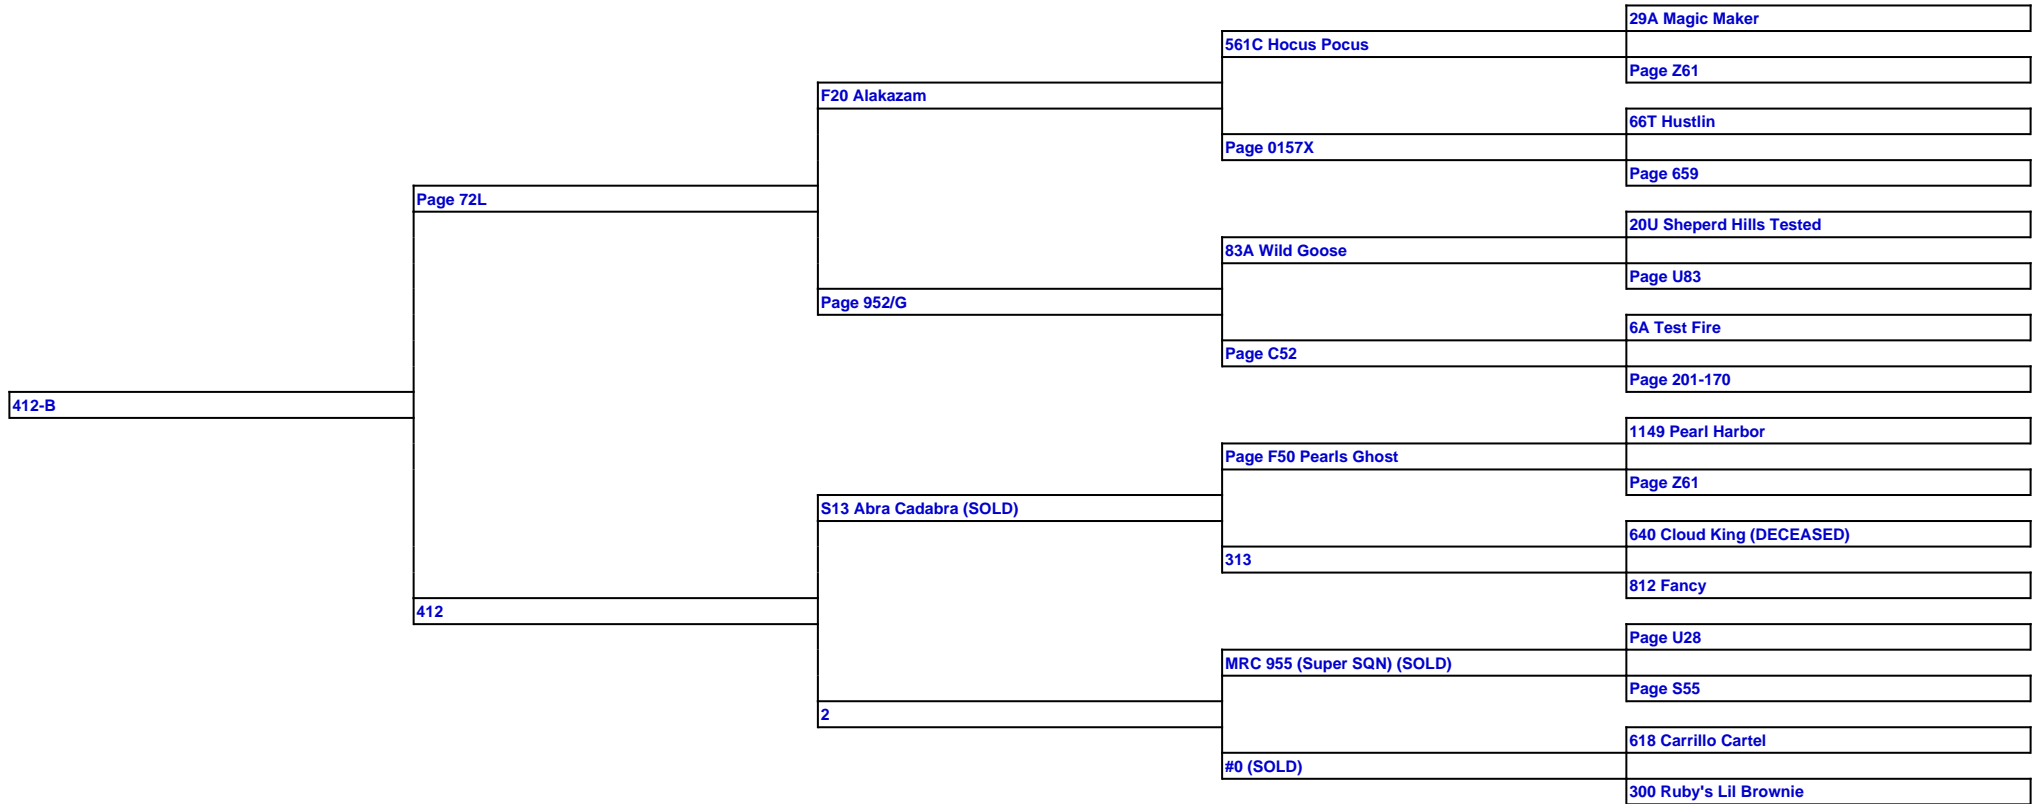 29A Magic Maker
561C Hocus Pocus
Page Z61
F20 Alakazam
66T Hustlin
Page 0157X
Page 659
Page 72L
20U Sheperd Hills Tested
83A Wild Goose
Page U83
Page 952/G
6A Test Fire
Page C52
Page 201-170
412-B
1149 Pearl Harbor
Page F50 Pearls Ghost
Page Z61
S13 Abra Cadabra (SOLD)
640 Cloud King (DECEASED)
313
812 Fancy
412
Page U28
MRC 955 (Super SQN) (SOLD)
Page S55
2
618 Carrillo Cartel
#0 (SOLD)
300 Ruby's Lil Brownie